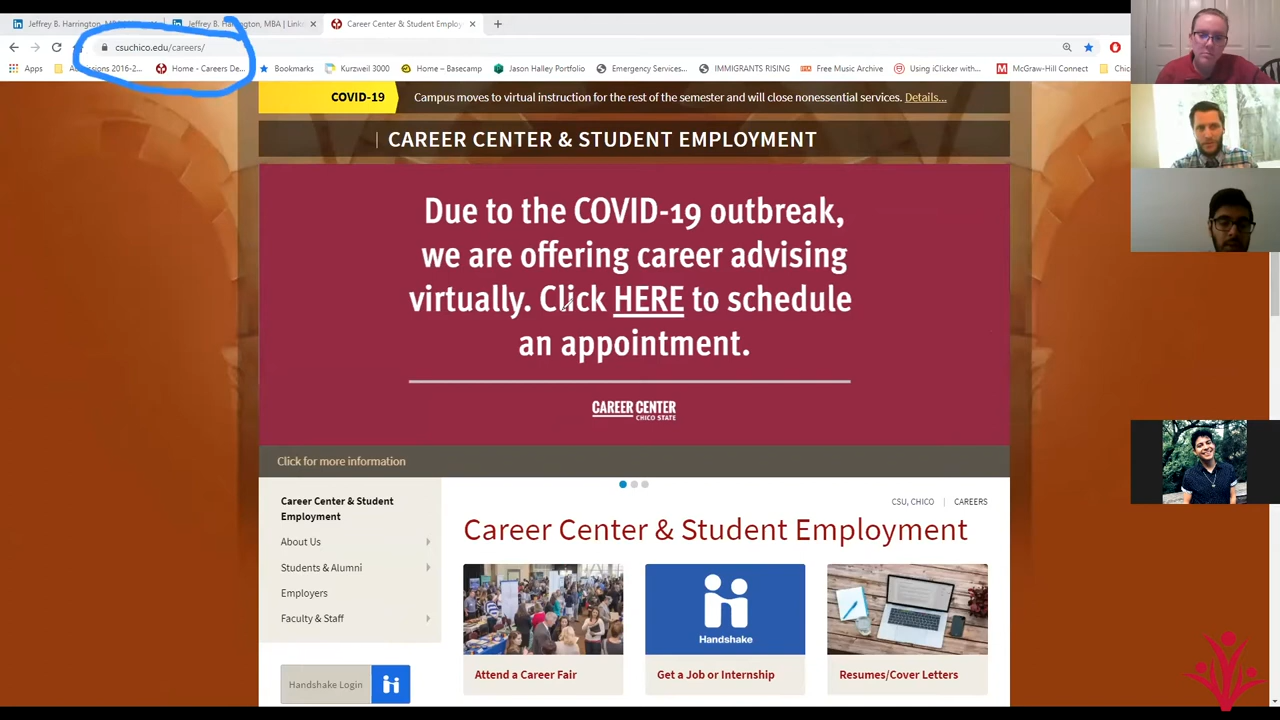 Jeffrey B. Harrington, MBA | Link
Career Center & Student Employ
csuchico.edu/careers/
Apps
Home - Careers De...
Bookmarks
Kurzweil 3000
Home – Basecamp
Jason Halley Portfolio
Emergency Services...
IMMIGRANTS RISING
Free Music Archive
Using iClicker with...
McGraw-Hill Connect
Chico
COVID-19
Campus moves to virtual instruction for the rest of the semester and will close nonessential services. Details...
CAREER CENTER & STUDENT EMPLOYMENT
Due to the COVID-19 outbreak,
we are offering career advising
virtually. Click HERE to schedule
an appointment.
CAREER CENTER
CHICO STATE
Click for more information
Career Center & Student
Employment
About Us
Students & Alumni
Employers
Faculty & Staff
Handshake Login
CSU, CHICO | CAREERS
Career Center & Student Employment
Handshake
Attend a Career Fair
Get a Job or Internship
Resumes/Cover Letters